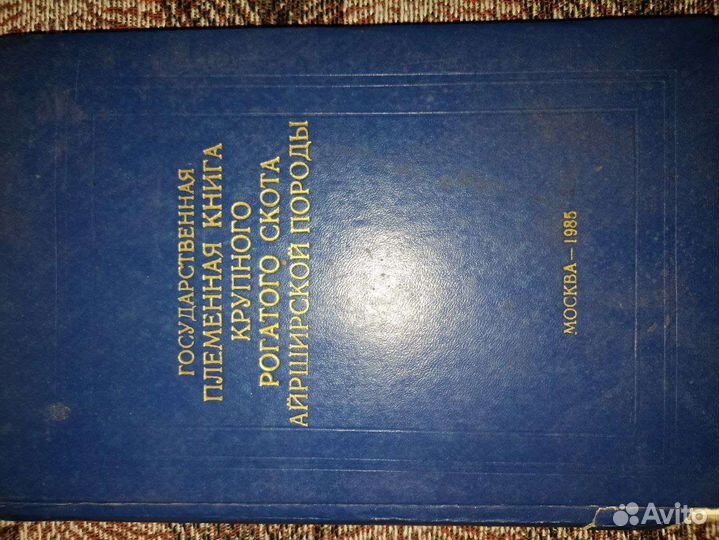 ГОСУДАРСТВЕННАЯ
ПЛЕМЕННАЯ КНИГА
КРУПНОГО
РОГАТОГО СКОТА
АЙРШИРСКОЙ ПОРОДЫ
МОСКВА — 1985
Avito